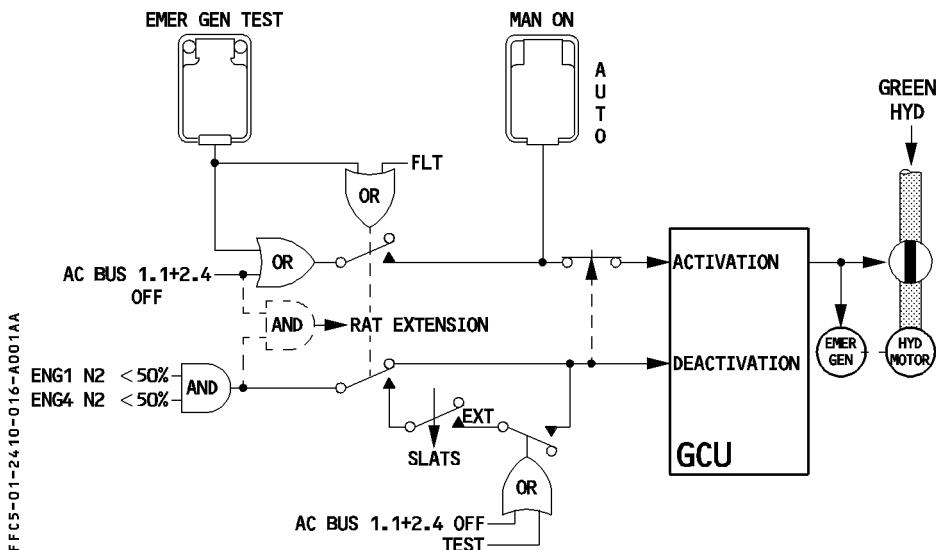 EMER GEN TEST
MAN ON
AUTO
GREEN
HYD
FLT
OR
OR
AC BUS 1.1+2.4
OFF
ACTIVATION
AND
RAT EXTENSION
EMER
GEN
HYD
MOTOR
DEACTIVATION
ENG1 N2 <50%
ENG4 N2 <50%
AND
EXT
SLATS
GCU
OR
AC BUS 1.1+2.4 OFF
TEST
FFC5-01-2410-016-A001AA